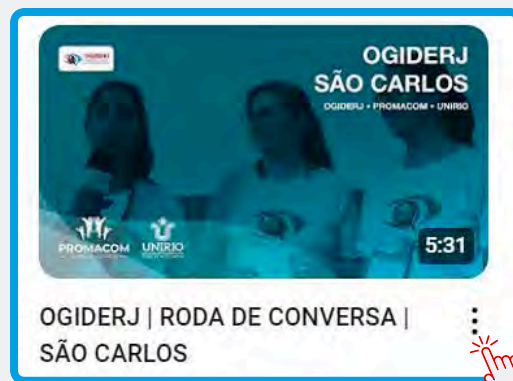 OGIDERJ
SÃO CARLOS
OGIDERJ • PROMACOM • UNIRIO
PROMACOM
UNIRIO
5:31
OGIDERJ | RODA DE CONVERSA |
SÃO CARLOS